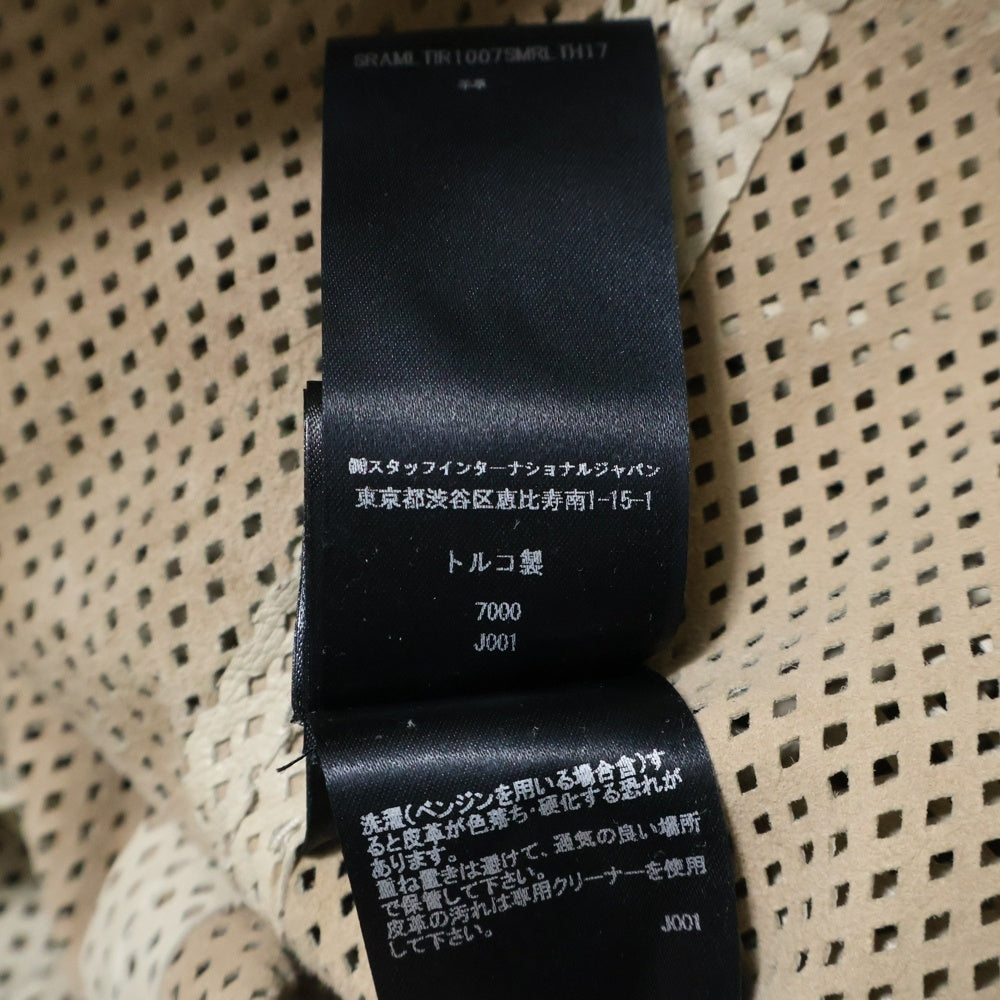 SRAMLTHR1007SMRLTH17
羊革
㈱スタッフインターナショナルジャパン
東京都渋谷区恵比寿南1-15-1
トルコ製
7000
J001
洗濯(ベンジンを用いる場合含)す
ると皮革が色落ち・硬化する恐れが
あります。
重ね置きは避けて、通気の良い場所
で保管して下さい。
皮革の汚れは専用クリーナーを使用
して下さい。
J001